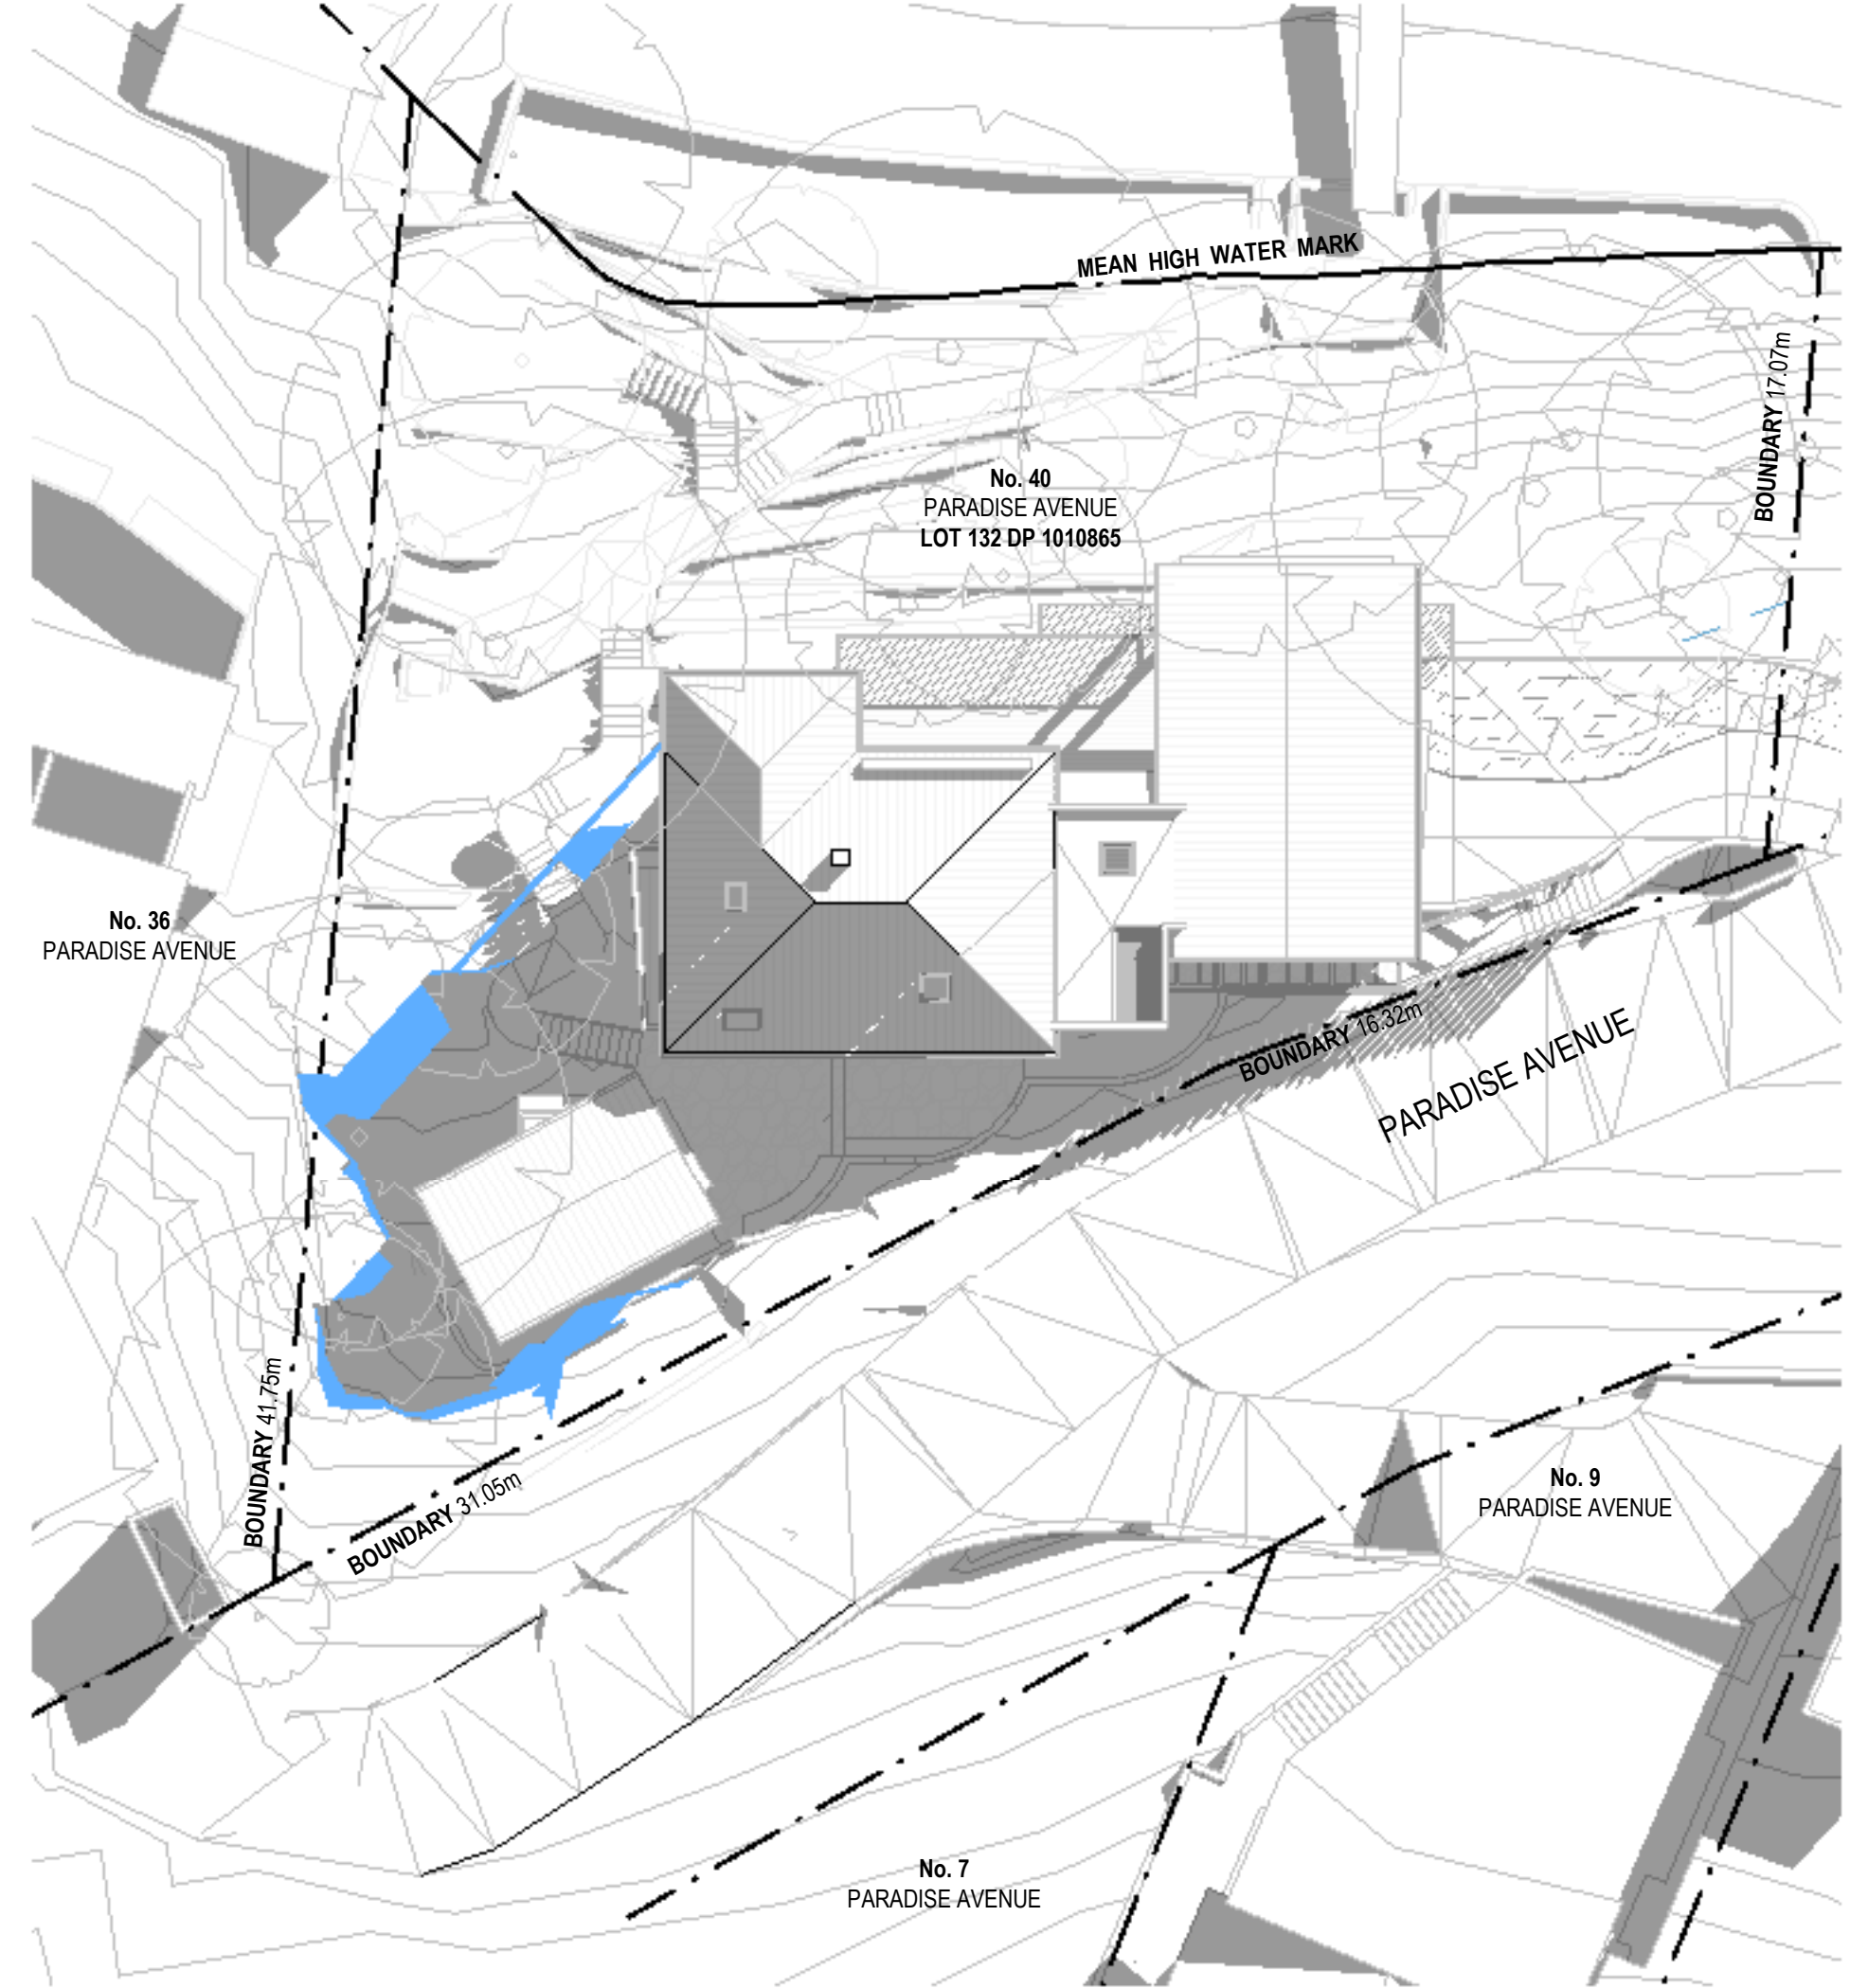 MEAN HIGH WATER MARK
BOUNDARY 17.07m
No. 40
PARADISE AVENUE
LOT 132 DP 1010865
No. 36
PARADISE AVENUE
BOUNDARY 16.32m
PARADISE AVENUE
BOUNDARY 41.75m
BOUNDARY 31.05m
No. 9
PARADISE AVENUE
No. 7
PARADISE AVENUE